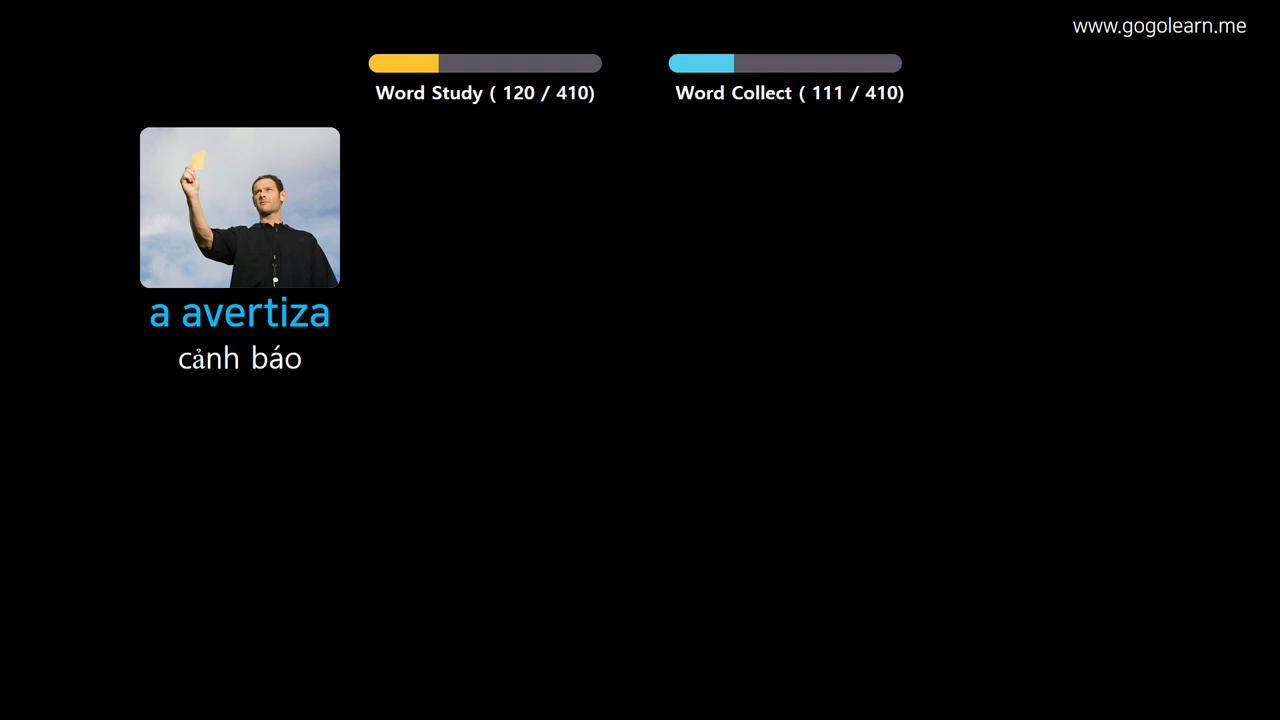 www.gogolearn.me
Word Study ( 120 / 410)
Word Collect ( 111 / 410)
a avertiza
cảnh báo